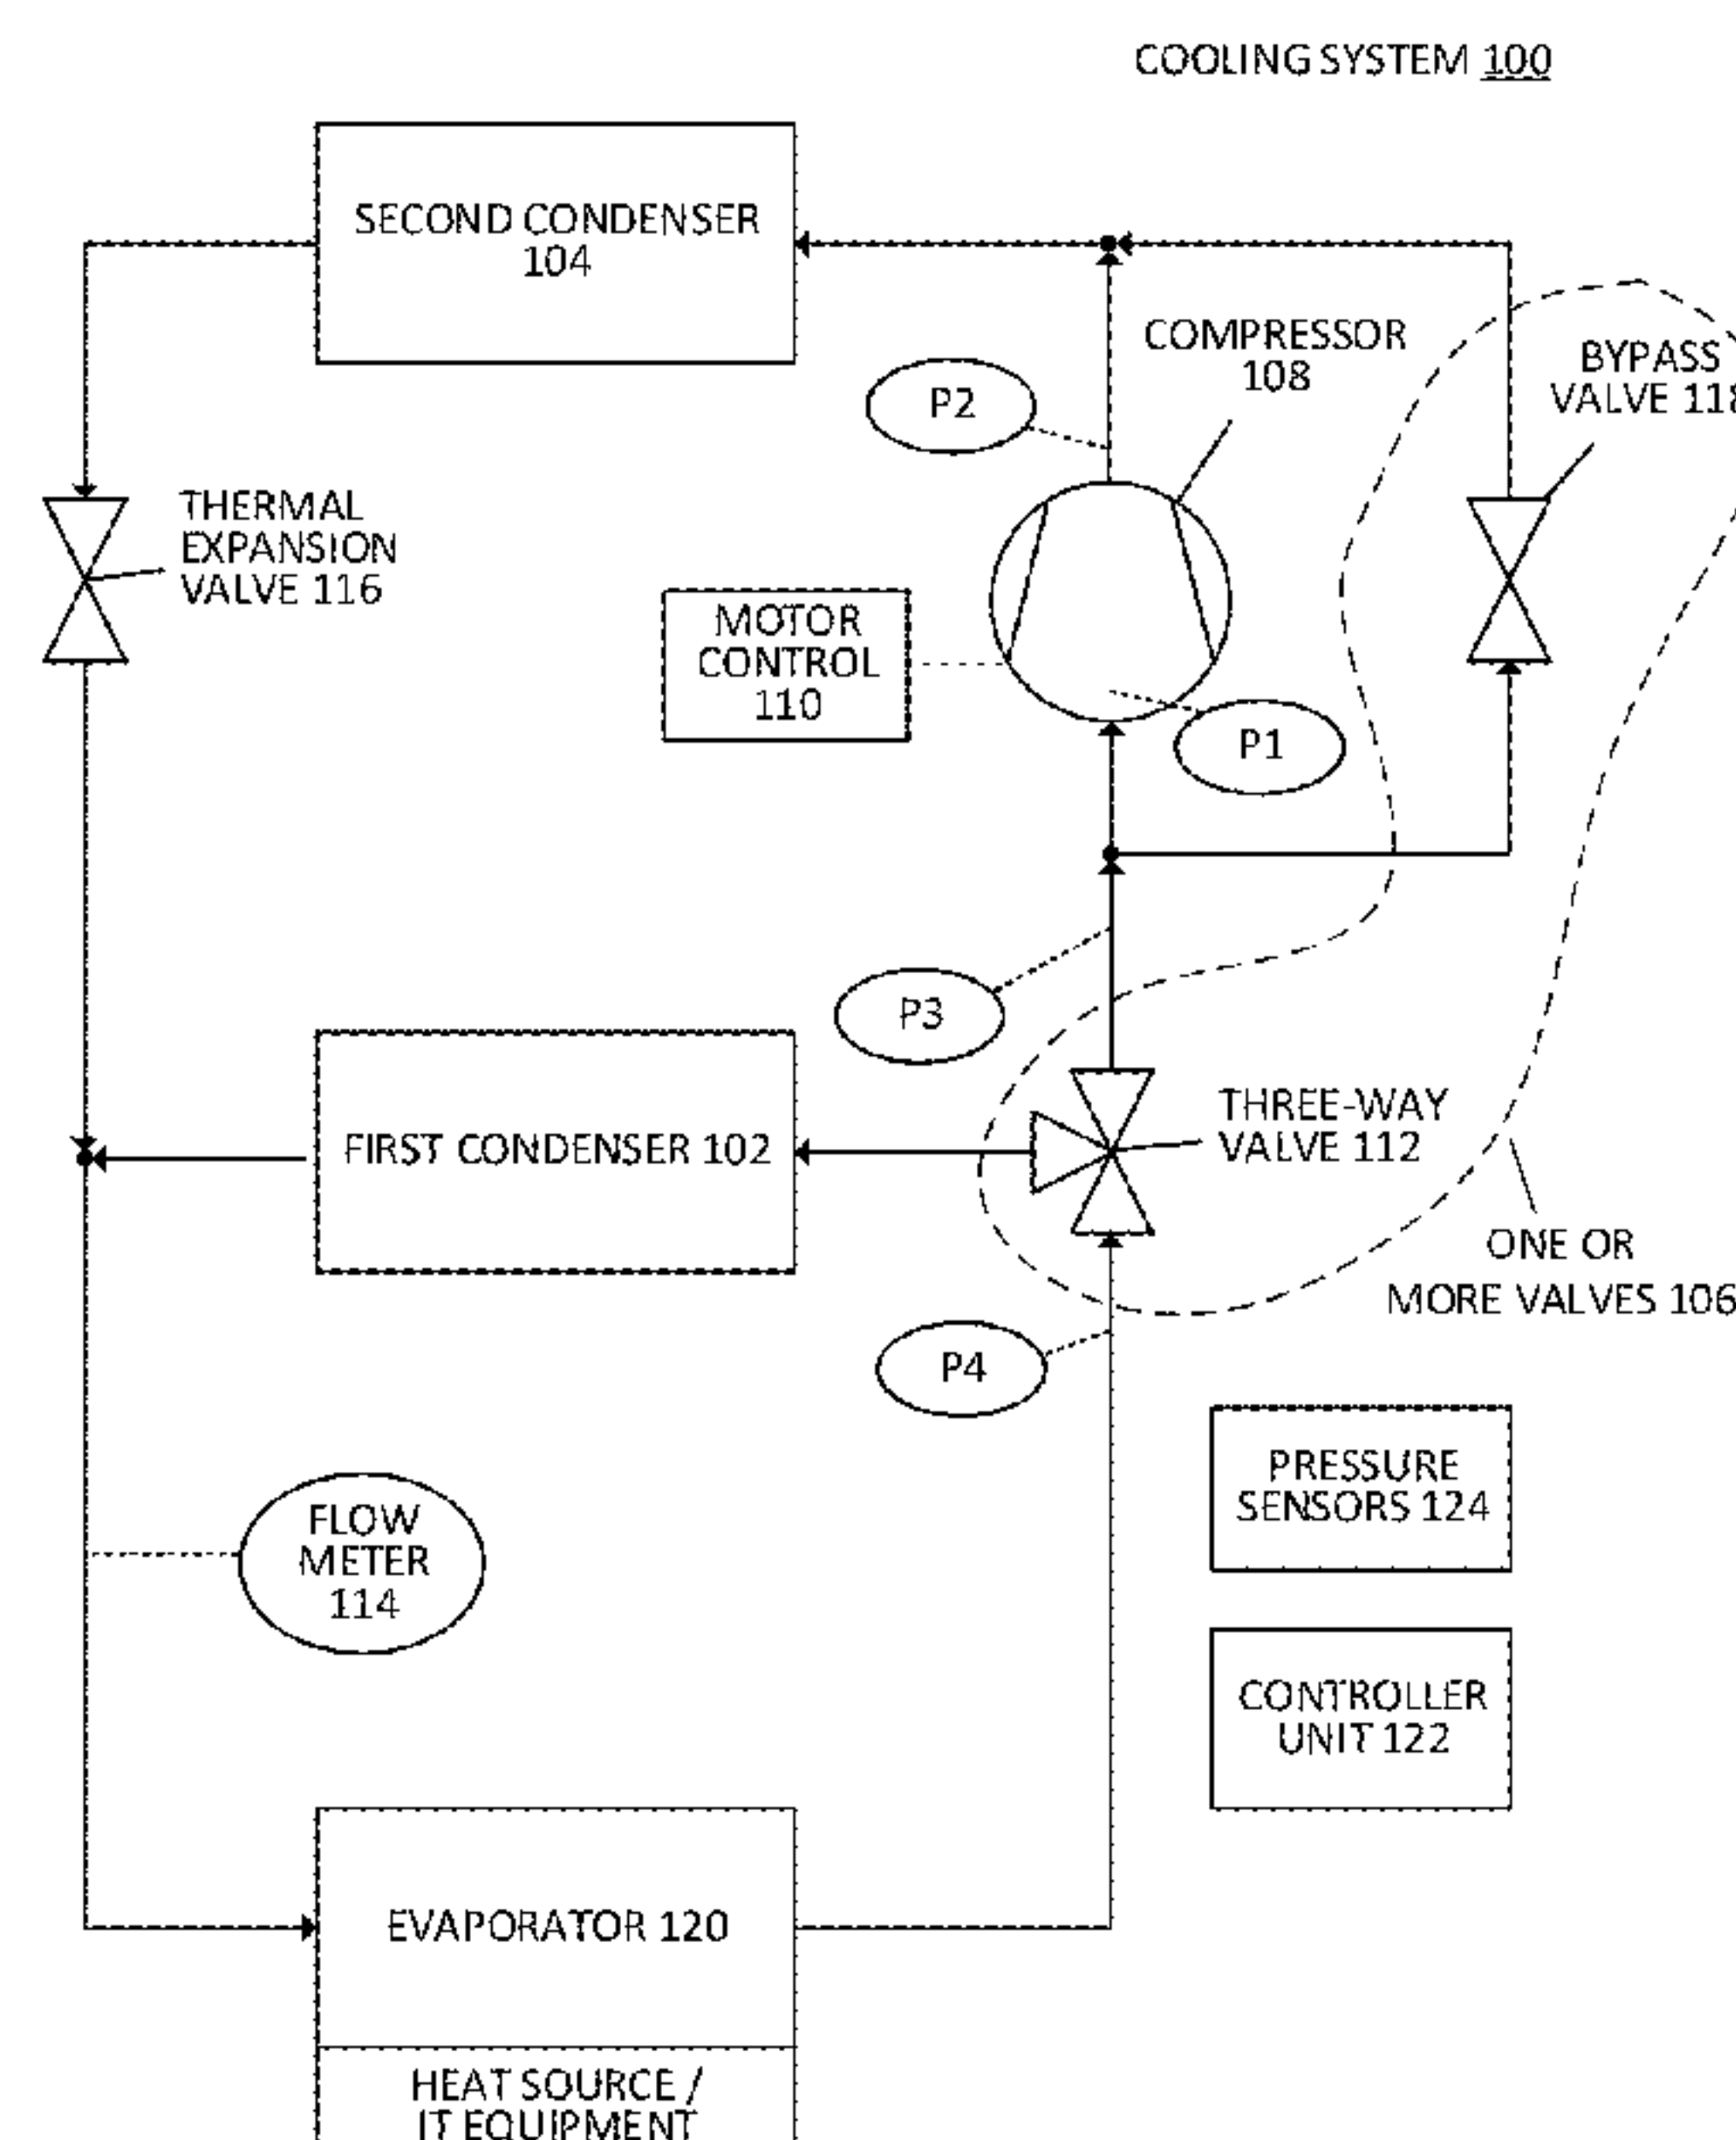 COOLING SYSTEM 100
SECOND CONDENSER
104
COMPRESSOR
108
BYPASS
VALVE 118
P2
THERMAL
EXPANSION
VALVE 116
MOTOR
CONTROL
110
P1
P3
FIRST CONDENSER 102
THREE-WAY
VALVE 112
ONE OR
MORE VALVES 106
P4
PRESSURE
SENSORS 124
FLOW
METER
114
CONTROLLER
UNIT 122
EVAPORATOR 120
HEAT SOURCE /
IT EQUIPMENT